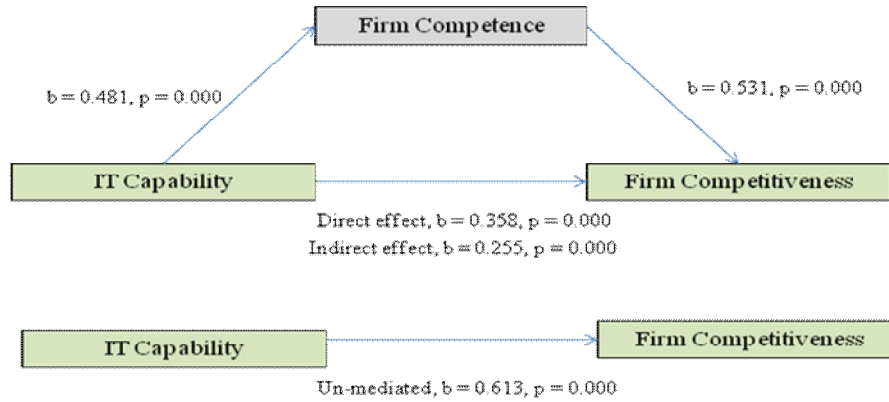 Firm Competence
b = 0.481, p = 0.000
b = 0.531, p = 0.000
IT Capability
Firm Competitiveness
Direct effect, b = 0.358, p = 0.000
Indirect effect, b = 0.255, p = 0.000
IT Capability
Firm Competitiveness
Un-mediated, b = 0.613, p = 0.000